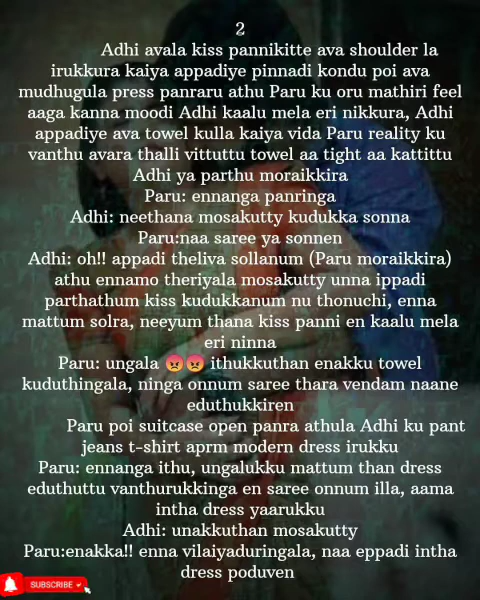 2
Adhi avala kiss pannikitte ava shoulder la
irukkura kaiya appadiye pinnadi kondu poi ava
mudhugula press panraru athu Paru ku oru mathiri feel
aaga kanna moodi Adhi kaalu mela eri nikkura, Adhi
appadiye ava towel kulla kaiya vida Paru reality ku
vanthu avara thalli vittuttu towel aa tight aa kattittu
Adhi ya parthu moraikkira
Paru: ennanga panringa
Adhi: neethana mosakutty kudukka sonna
Paru:naa saree ya sonnen
Adhi: oh!! appadi theliva sollanum (Paru moraikkira)
athu ennamo theriyala mosakutty unna ippadi
parthathum kiss kudukkanum nu thonuchi, enna
mattum solra, neeyum thana kiss panni en kaalu mela
eri ninna
Paru: ungala 😡😡 ithukkuthan enakku towel
kuduthingala, ninga onnum saree thara vendam naane
eduthukkiren
Paru poi suitcase open panra athula Adhi ku pant
jeans t-shirt aprm modern dress irukku
Paru: ennanga ithu, ungalukku mattum than dress
eduthuttu vanthurukkinga en saree onnum illa, aama
intha dress yaarukku
Adhi: unakkuthan mosakutty
Paru:enakka!! enna vilaiyaduringala, naa eppadi intha
dress poduven
SUBSCRIBE